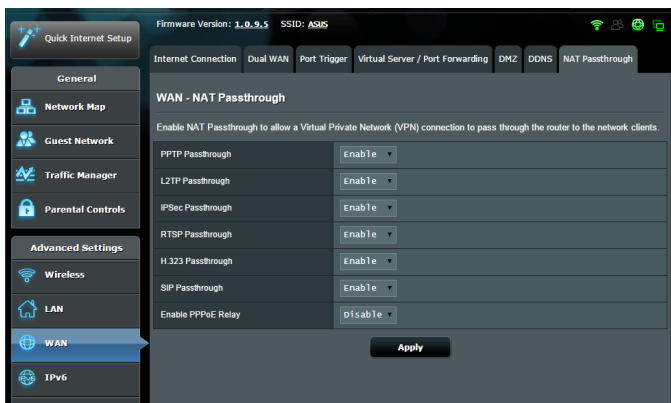 Quick Internet Setup
General
Network Map
Guest Network
Traffic Manager
Parental Controls
Advanced Settings
Wireless
LAN
WAN
IPv6
Firmware Version: 1.0.9.5 SSID: ASUS
Internet Connection
Dual WAN
Port Trigger
Virtual Server / Port Forwarding
DMZ
DDNS
NAT Passthrough
WAN - NAT Passthrough
Enable NAT Passthrough to allow a Virtual Private Network (VPN) connection to pass through the router to the network clients.
PPTP Passthrough Enable
L2TP Passthrough Enable
IPSec Passthrough Enable
RTSP Passthrough Enable
H.323 Passthrough Enable
SIP Passthrough Enable
Enable PPPoE Relay Disable
Apply